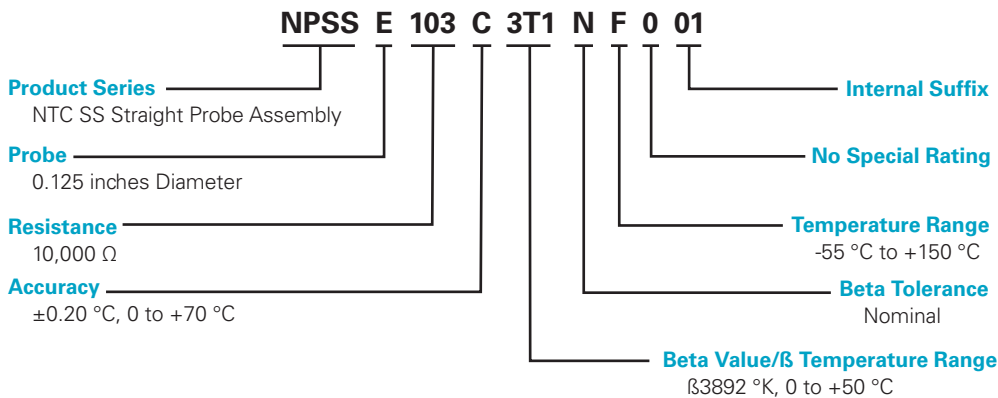 NPSS E 103 C 3T1 N F 0 01
Product Series
NTC SS Straight Probe Assembly
Probe
0.125 inches Diameter
Resistance
10,000 Ω
Accuracy
±0.20 °C, 0 to +70 °C
Internal Suffix
No Special Rating
Temperature Range
-55 °C to +150 °C
Beta Tolerance
Nominal
Beta Value/ß Temperature Range
ß3892 °K, 0 to +50 °C